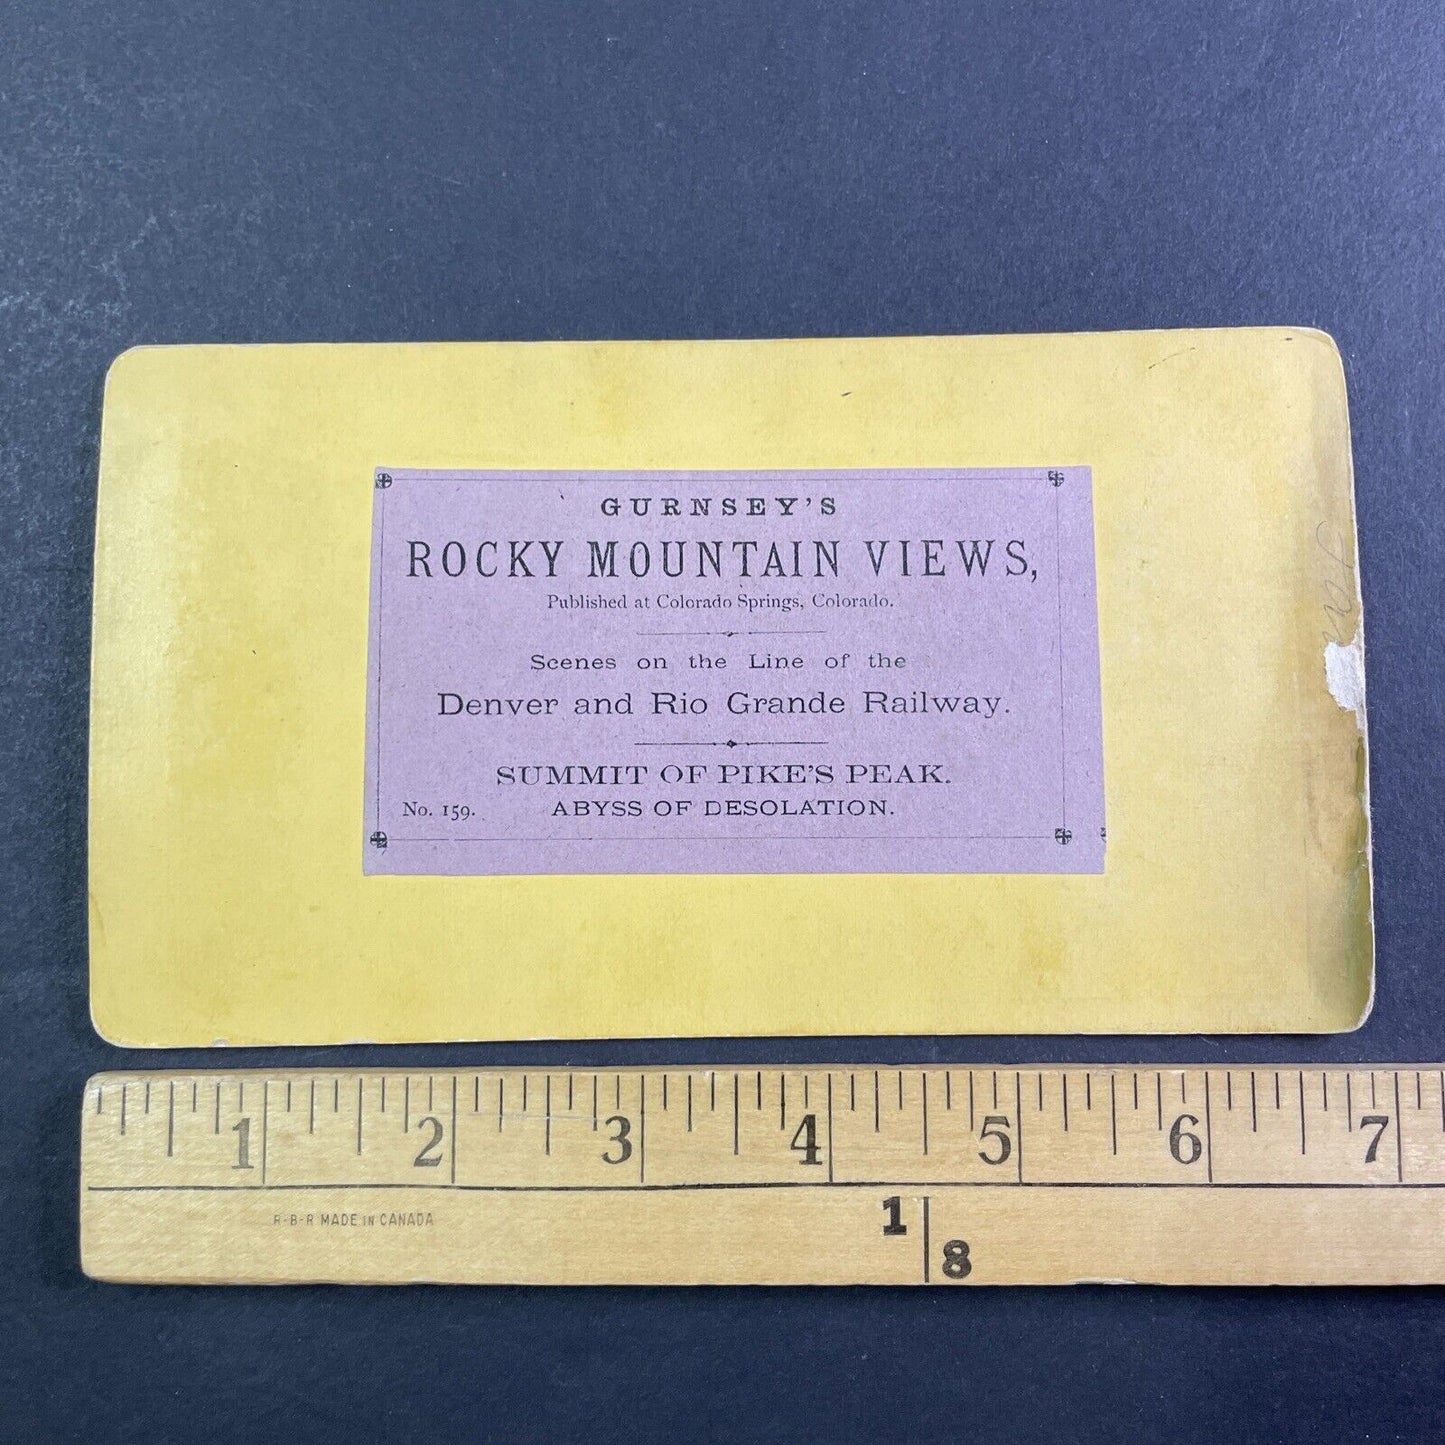 GURNSEY'S
ROCKY MOUNTAIN VIEWS,
Published at Colorado Springs, Colorado.
Scenes on the Line of the
Denver and Rio Grande Railway.
SUMMIT OF PIKE'S PEAK.
No. 159. ABYSS OF DESOLATION.
1 2 3 4 5 6 7
R-B-R MADE IN CANADA
1
8